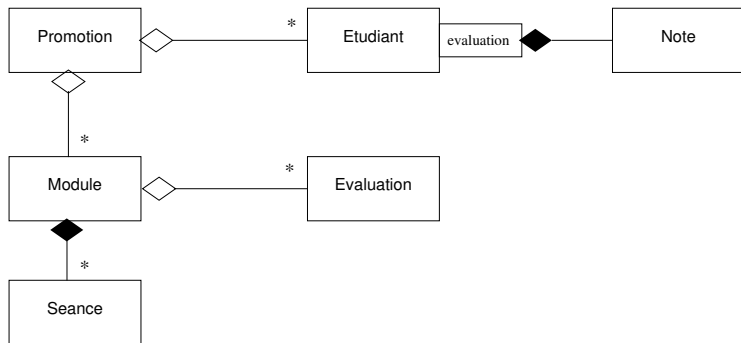 Promotion
*
Etudiant
evaluation
Note
*
Module
*
Evaluation
*
Seance